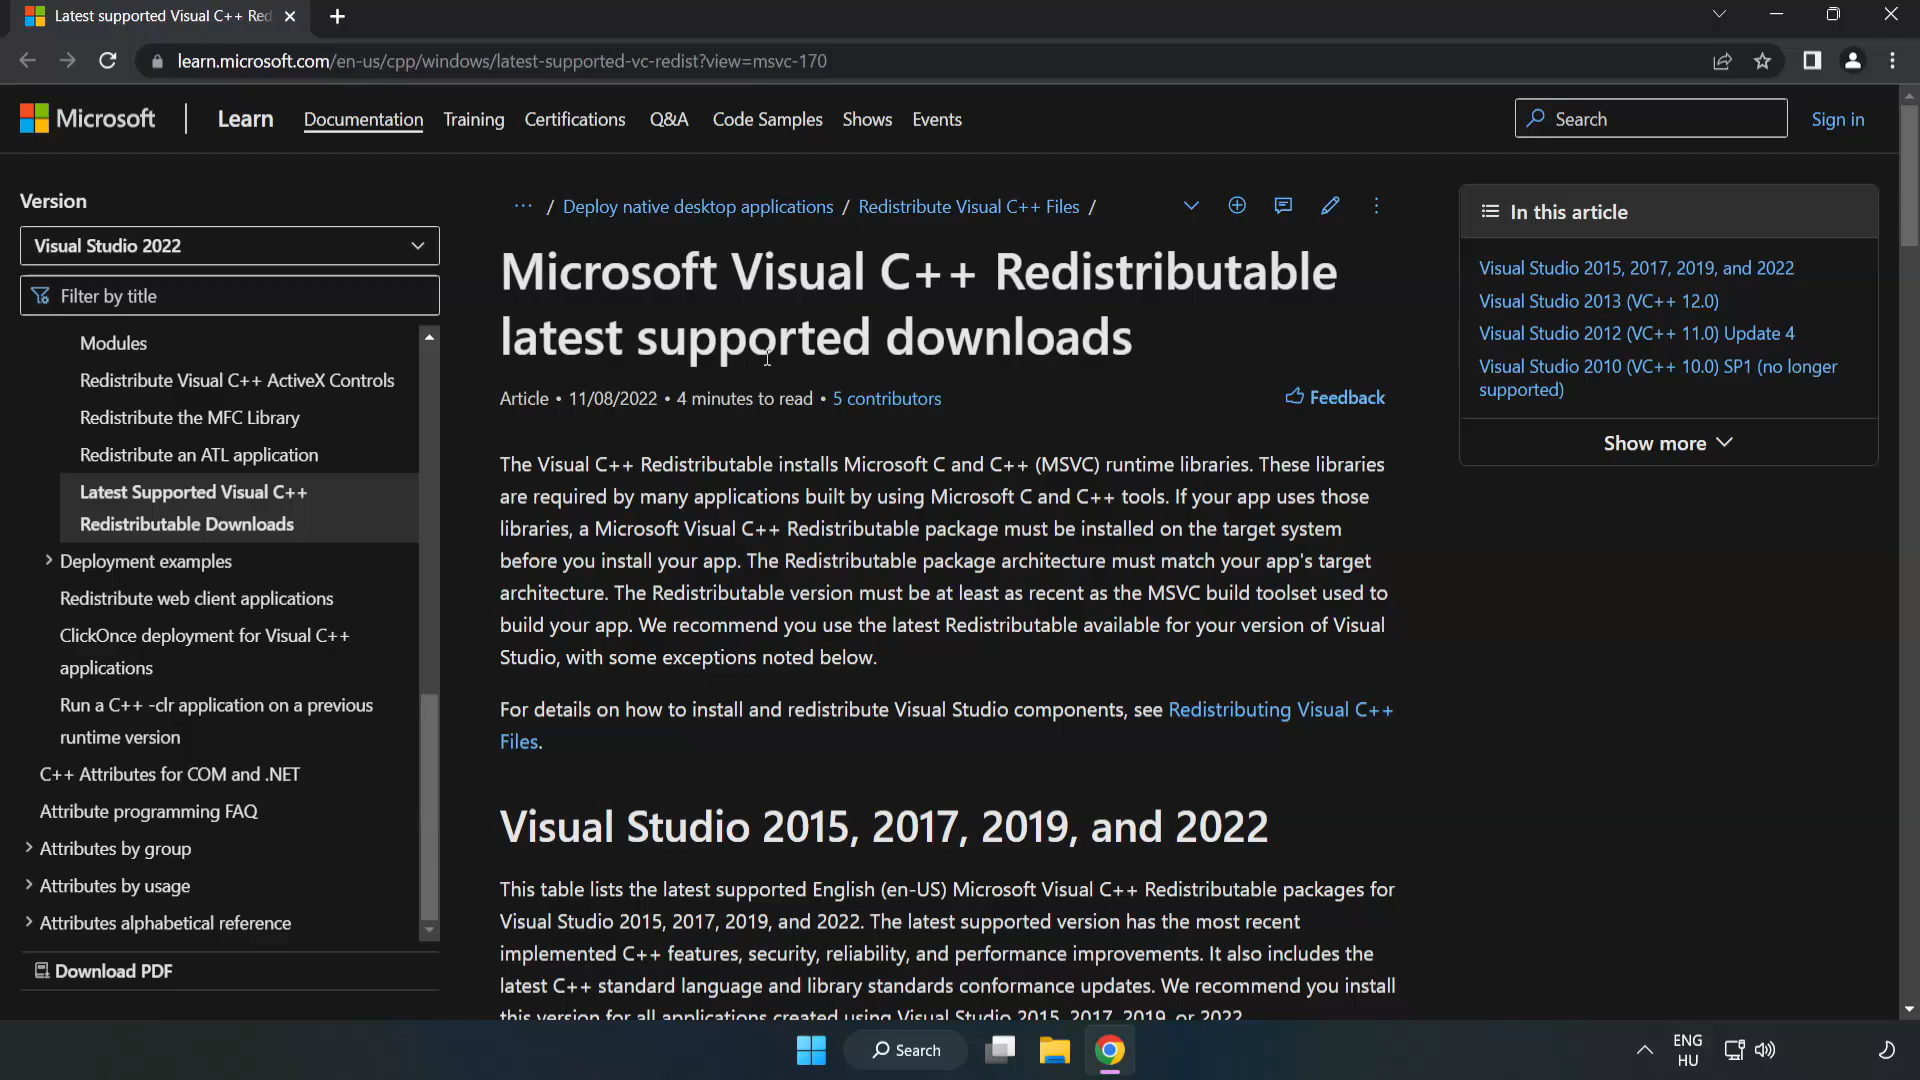 Latest supported Visual C++ Red
learn.microsoft.com/en-us/cpp/windows/latest-supported-vc-redist?view=msvc-170
Microsoft
Learn
Documentation
Training
Certifications
Q&A
Code Samples
Shows
Events
Search
Sign in
Version
Visual Studio 2022
Filter by title
Modules
Redistribute Visual C++ ActiveX Controls
Redistribute the MFC Library
Redistribute an ATL application
Latest Supported Visual C++
Redistributable Downloads
Deployment examples
Redistribute web client applications
ClickOnce deployment for Visual C++
applications
Run a C++ -clr application on a previous
runtime version
C++ Attributes for COM and .NET
Attribute programming FAQ
Attributes by group
Attributes by usage
Attributes alphabetical reference
Download PDF
... / Deploy native desktop applications / Redistribute Visual C++ Files /
Microsoft Visual C++ Redistributable
latest supported downloads
Article • 11/08/2022 • 4 minutes to read • 5 contributors
Feedback
The Visual C++ Redistributable installs Microsoft C and C++ (MSVC) runtime libraries. These libraries
are required by many applications built by using Microsoft C and C++ tools. If your app uses those
libraries, a Microsoft Visual C++ Redistributable package must be installed on the target system
before you install your app. The Redistributable package architecture must match your app's target
architecture. The Redistributable version must be at least as recent as the MSVC build toolset used to
build your app. We recommend you use the latest Redistributable available for your version of Visual
Studio, with some exceptions noted below.
For details on how to install and redistribute Visual Studio components, see Redistributing Visual C++
Files.
Visual Studio 2015, 2017, 2019, and 2022
This table lists the latest supported English (en-US) Microsoft Visual C++ Redistributable packages for
Visual Studio 2015, 2017, 2019, and 2022. The latest supported version has the most recent
implemented C++ features, security, reliability, and performance improvements. It also includes the
latest C++ standard language and library standards conformance updates. We recommend you install
this version for all applications created using Visual Studio 2015, 2017, 2019, or 2022.
In this article
Visual Studio 2015, 2017, 2019, and 2022
Visual Studio 2013 (VC++ 12.0)
Visual Studio 2012 (VC++ 11.0) Update 4
Visual Studio 2010 (VC++ 10.0) SP1 (no longer
supported)
Show more
Search
ENG
HU